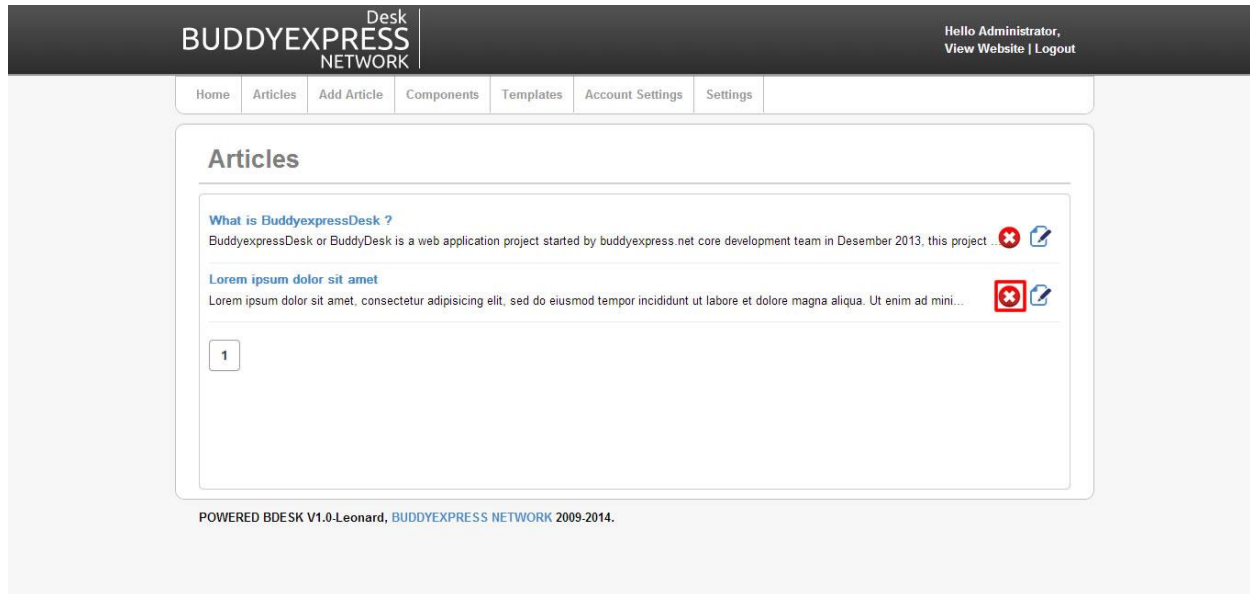 Desk
BUDDYEXPRESS
NETWORK
Hello Administrator,
View Website | Logout
Home Articles Add Article Components Templates Account Settings Settings
Articles
What is BuddyexpressDesk ?
BuddyexpressDesk or BuddyDesk is a web application project started by buddyexpress.net core development team in Desember 2013, this project ...
Lorem ipsum dolor sit amet
Lorem ipsum dolor sit amet, consectetur adipisicing elit, sed do eiusmod tempor incididunt ut labore et dolore magna aliqua. Ut enim ad mini...
1
POWERED BDESK V1.0-Leonard, BUDDYEXPRESS NETWORK 2009-2014.